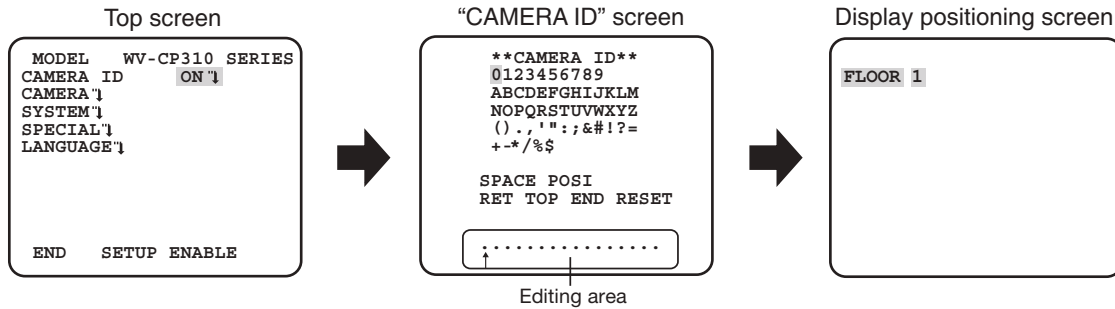 Top screen
MODEL WV-CP310 SERIES
CAMERA ID ON
CAMERA
SYSTEM
SPECIAL
LANGUAGE
END SETUP ENABLE
“CAMERA ID” screen
**CAMERA ID**
0123456789
ABCDEFGHIJKLM
NOPQRSTUVWXYZ
().,'":;&#!?=
+-*/%$
SPACE POSI
RET TOP END RESET
................
Editing area
Display positioning screen
FLOOR 1